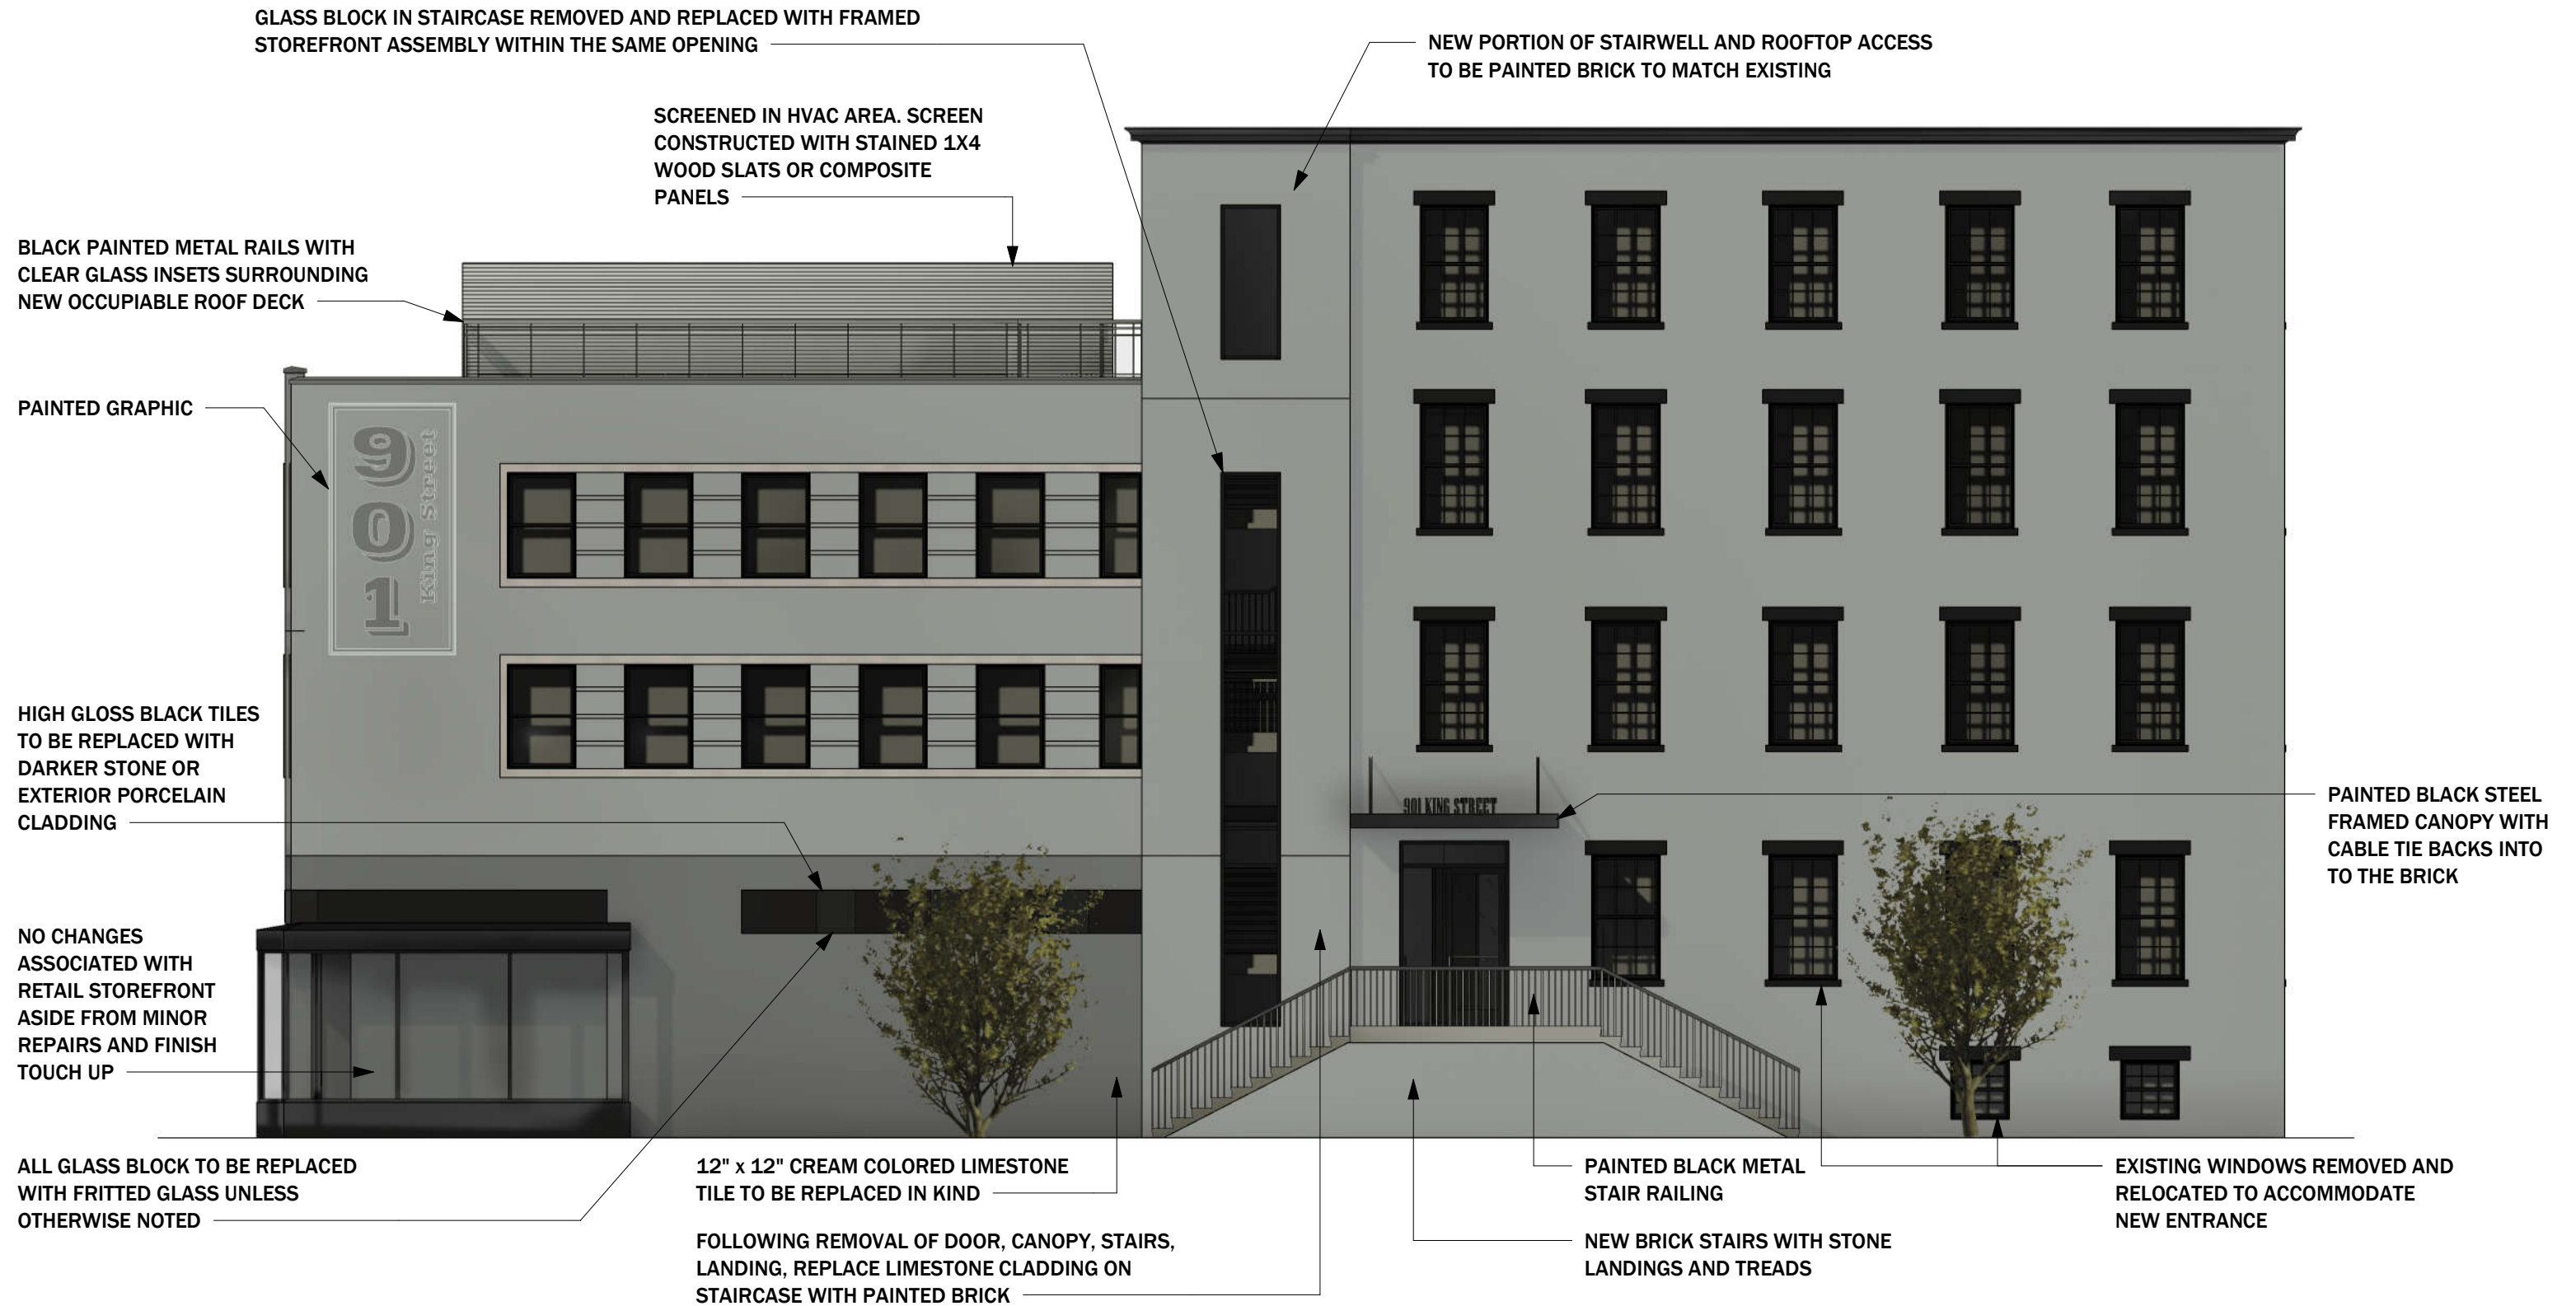 GLASS BLOCK IN STAIRCASE REMOVED AND REPLACED WITH FRAMED
STOREFRONT ASSEMBLY WITHIN THE SAME OPENING
NEW PORTION OF STAIRWELL AND ROOFTOP ACCESS
TO BE PAINTED BRICK TO MATCH EXISTING
SCREENED IN HVAC AREA. SCREEN
CONSTRUCTED WITH STAINED 1X4
WOOD SLATS OR COMPOSITE
PANELS
BLACK PAINTED METAL RAILS WITH
CLEAR GLASS INSETS SURROUNDING
NEW OCCUPIABLE ROOF DECK
PAINTED GRAPHIC
901
King Street
HIGH GLOSS BLACK TILES
TO BE REPLACED WITH
DARKER STONE OR
EXTERIOR PORCELAIN
CLADDING
901 KING STREET
PAINTED BLACK STEEL
FRAMED CANOPY WITH
CABLE TIE BACKS INTO
TO THE BRICK
NO CHANGES
ASSOCIATED WITH
RETAIL STOREFRONT
ASIDE FROM MINOR
REPAIRS AND FINISH
TOUCH UP
ALL GLASS BLOCK TO BE REPLACED
WITH FRITTED GLASS UNLESS
OTHERWISE NOTED
12" x 12" CREAM COLORED LIMESTONE
TILE TO BE REPLACED IN KIND
FOLLOWING REMOVAL OF DOOR, CANOPY, STAIRS,
LANDING, REPLACE LIMESTONE CLADDING ON
STAIRCASE WITH PAINTED BRICK
PAINTED BLACK METAL
STAIR RAILING
NEW BRICK STAIRS WITH STONE
LANDINGS AND TREADS
EXISTING WINDOWS REMOVED AND
RELOCATED TO ACCOMMODATE
NEW ENTRANCE